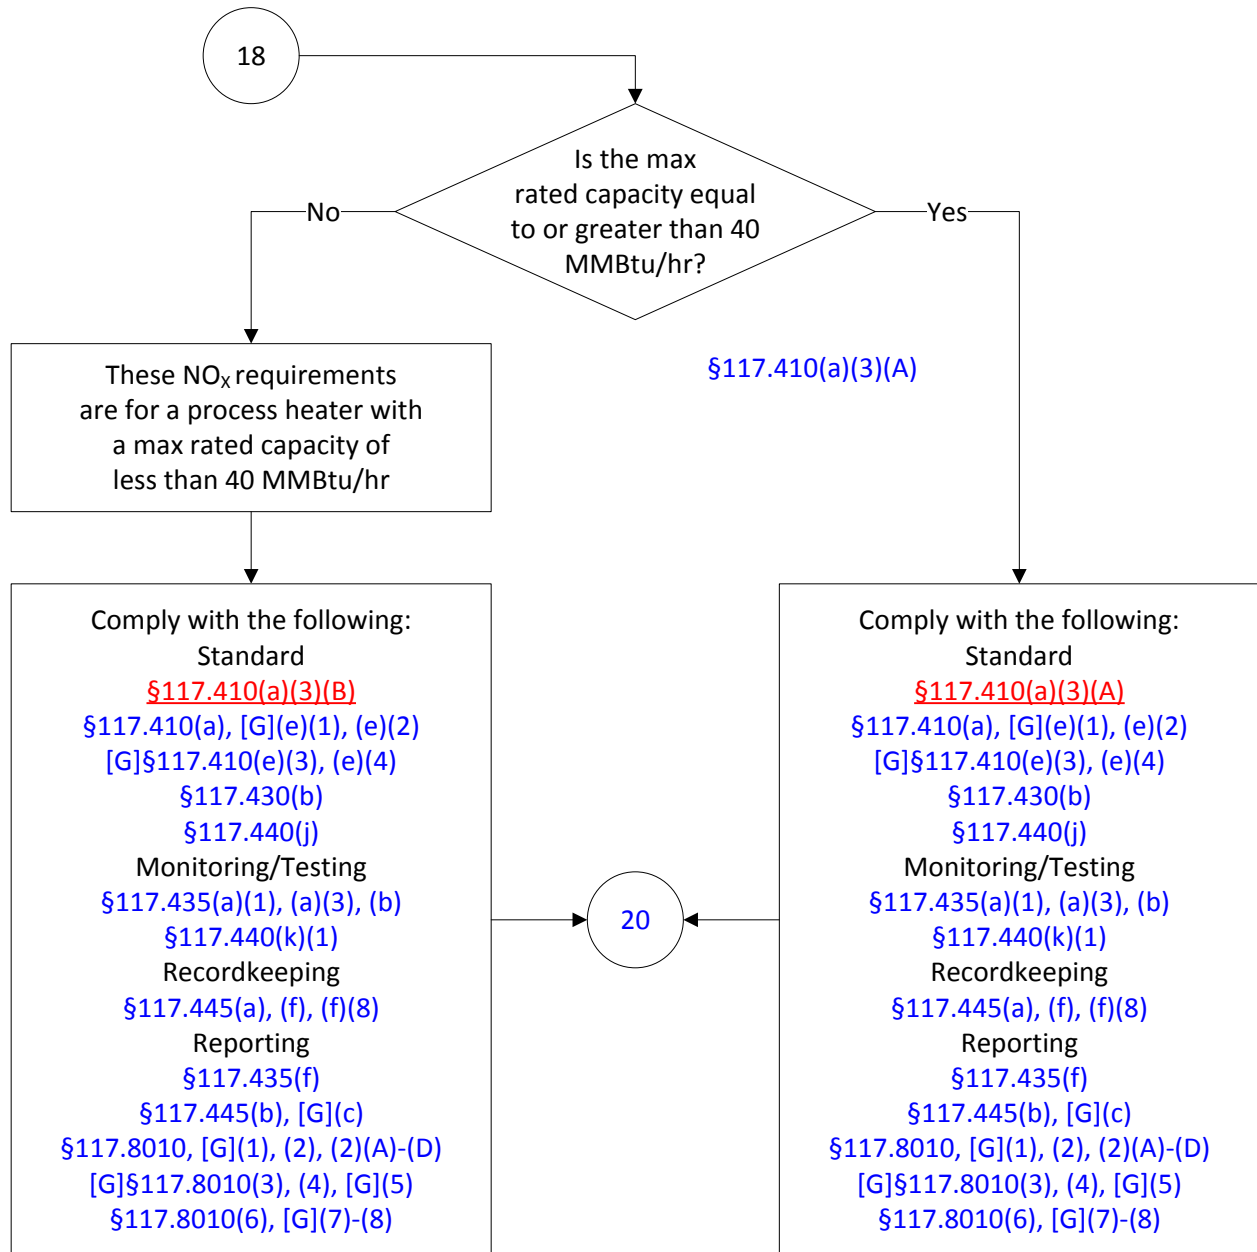 18
Is the max
rated capacity equal
to or greater than 40
MMBtu/hr?
No
Yes
§117.410(a)(3)(A)
These NOX requirements
are for a process heater with
a max rated capacity of
less than 40 MMBtu/hr
Comply with the following:
Standard
§117.410(a)(3)(B)
§117.410(a), [G](e)(1), (e)(2)
[G]§117.410(e)(3), (e)(4)
§117.430(b)
§117.440(j)
Monitoring/Testing
§117.435(a)(1), (a)(3), (b)
§117.440(k)(1)
Recordkeeping
§117.445(a), (f), (f)(8)
Reporting
§117.435(f)
§117.445(b), [G](c)
§117.8010, [G](1), (2), (2)(A)-(D)
[G]§117.8010(3), (4), [G](5)
§117.8010(6), [G](7)-(8)
20
Comply with the following:
Standard
§117.410(a)(3)(A)
§117.410(a), [G](e)(1), (e)(2)
[G]§117.410(e)(3), (e)(4)
§117.430(b)
§117.440(j)
Monitoring/Testing
§117.435(a)(1), (a)(3), (b)
§117.440(k)(1)
Recordkeeping
§117.445(a), (f), (f)(8)
Reporting
§117.435(f)
§117.445(b), [G](c)
§117.8010, [G](1), (2), (2)(A)-(D)
[G]§117.8010(3), (4), [G](5)
§117.8010(6), [G](7)-(8)